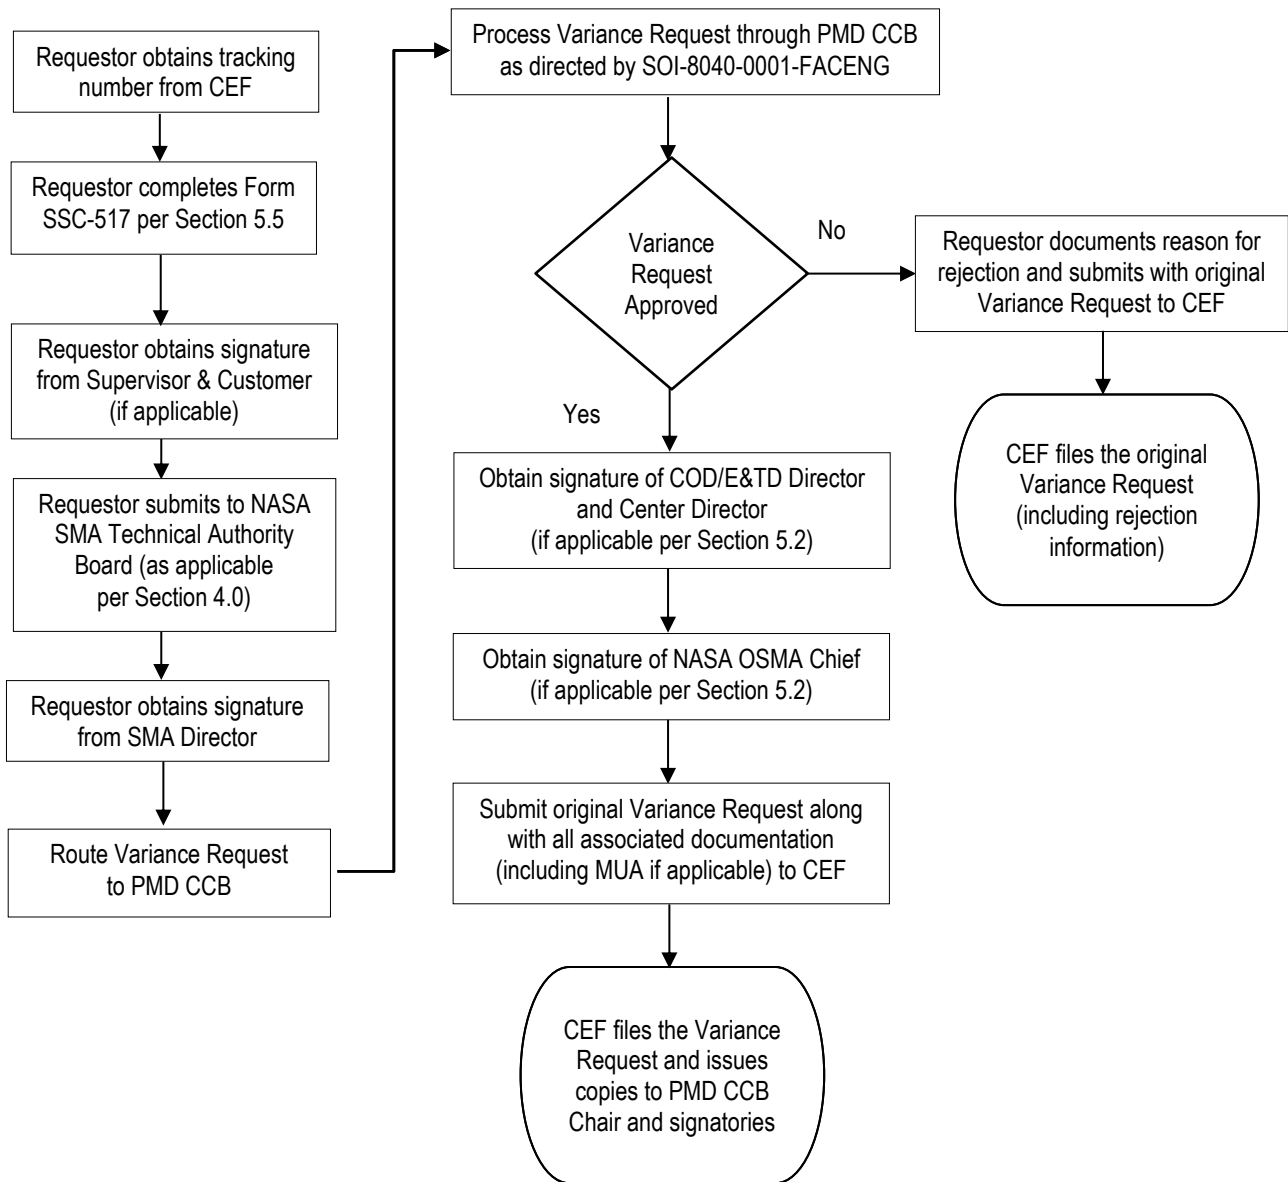 Requestor obtains tracking
number from CEF
Requestor completes Form
SSC-517 per Section 5.5
Requestor obtains signature
from Supervisor & Customer
(if applicable)
Requestor submits to NASA
SMA Technical Authority
Board (as applicable
per Section 4.0)
Requestor obtains signature
from SMA Director
Route Variance Request
to PMD CCB
Process Variance Request through PMD CCB
as directed by SOI-8040-0001-FACENG
Variance
Request
Approved
No
Requestor documents reason for
rejection and submits with original
Variance Request to CEF
CEF files the original
Variance Request
(including rejection
information)
Yes
Obtain signature of COD/E&TD Director
and Center Director
(if applicable per Section 5.2)
Obtain signature of NASA OSMA Chief
(if applicable per Section 5.2)
Submit original Variance Request along
with all associated documentation
(including MUA if applicable) to CEF
CEF files the Variance
Request and issues
copies to PMD CCB
Chair and signatories